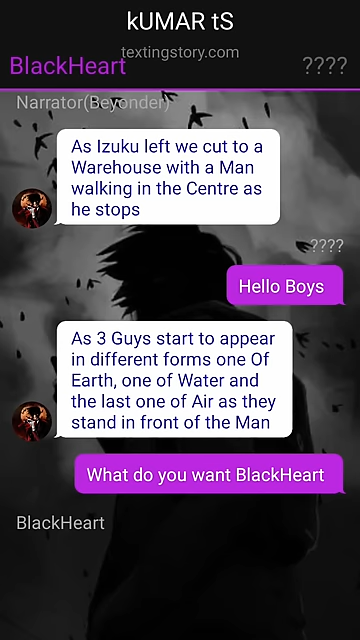 kUMAR tS
textingstory.com
BlackHeart
????
Narrator(Beyonder)
As Izuku left we cut to a
Warehouse with a Man
walking in the Centre as
he stops
????
Hello Boys
As 3 Guys start to appear
in different forms one Of
Earth, one of Water and
the last one of Air as they
stand in front of the Man
What do you want BlackHeart
BlackHeart